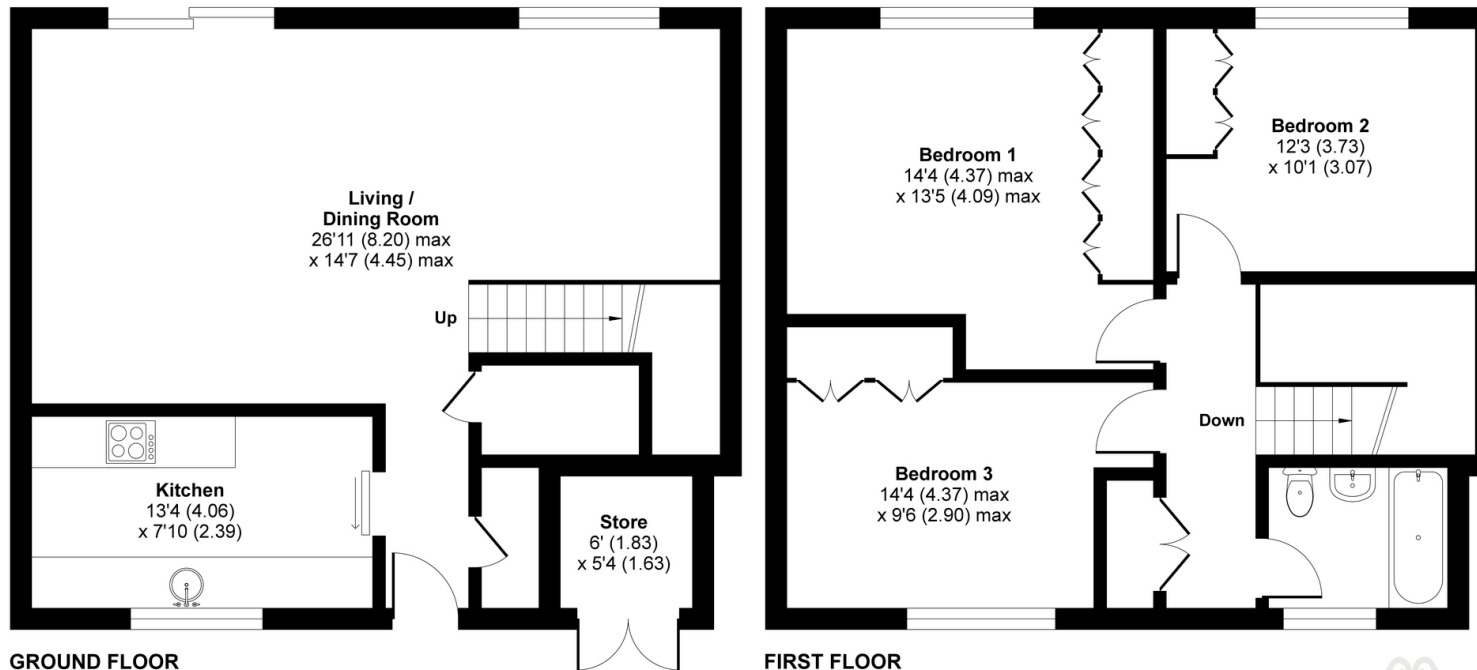 Living /
Dining Room
26'11 (8.20) max
x 14'7 (4.45) max
Up
Kitchen
13'4 (4.06)
x 7'10 (2.39)
Store
6' (1.83)
x 5'4 (1.63)
GROUND FLOOR
Bedroom 1
14'4 (4.37) max
x 13'5 (4.09) max
Bedroom 2
12'3 (3.73)
x 10'1 (3.07)
Down
Bedroom 3
14'4 (4.37) max
x 9'6 (2.90) max
FIRST FLOOR